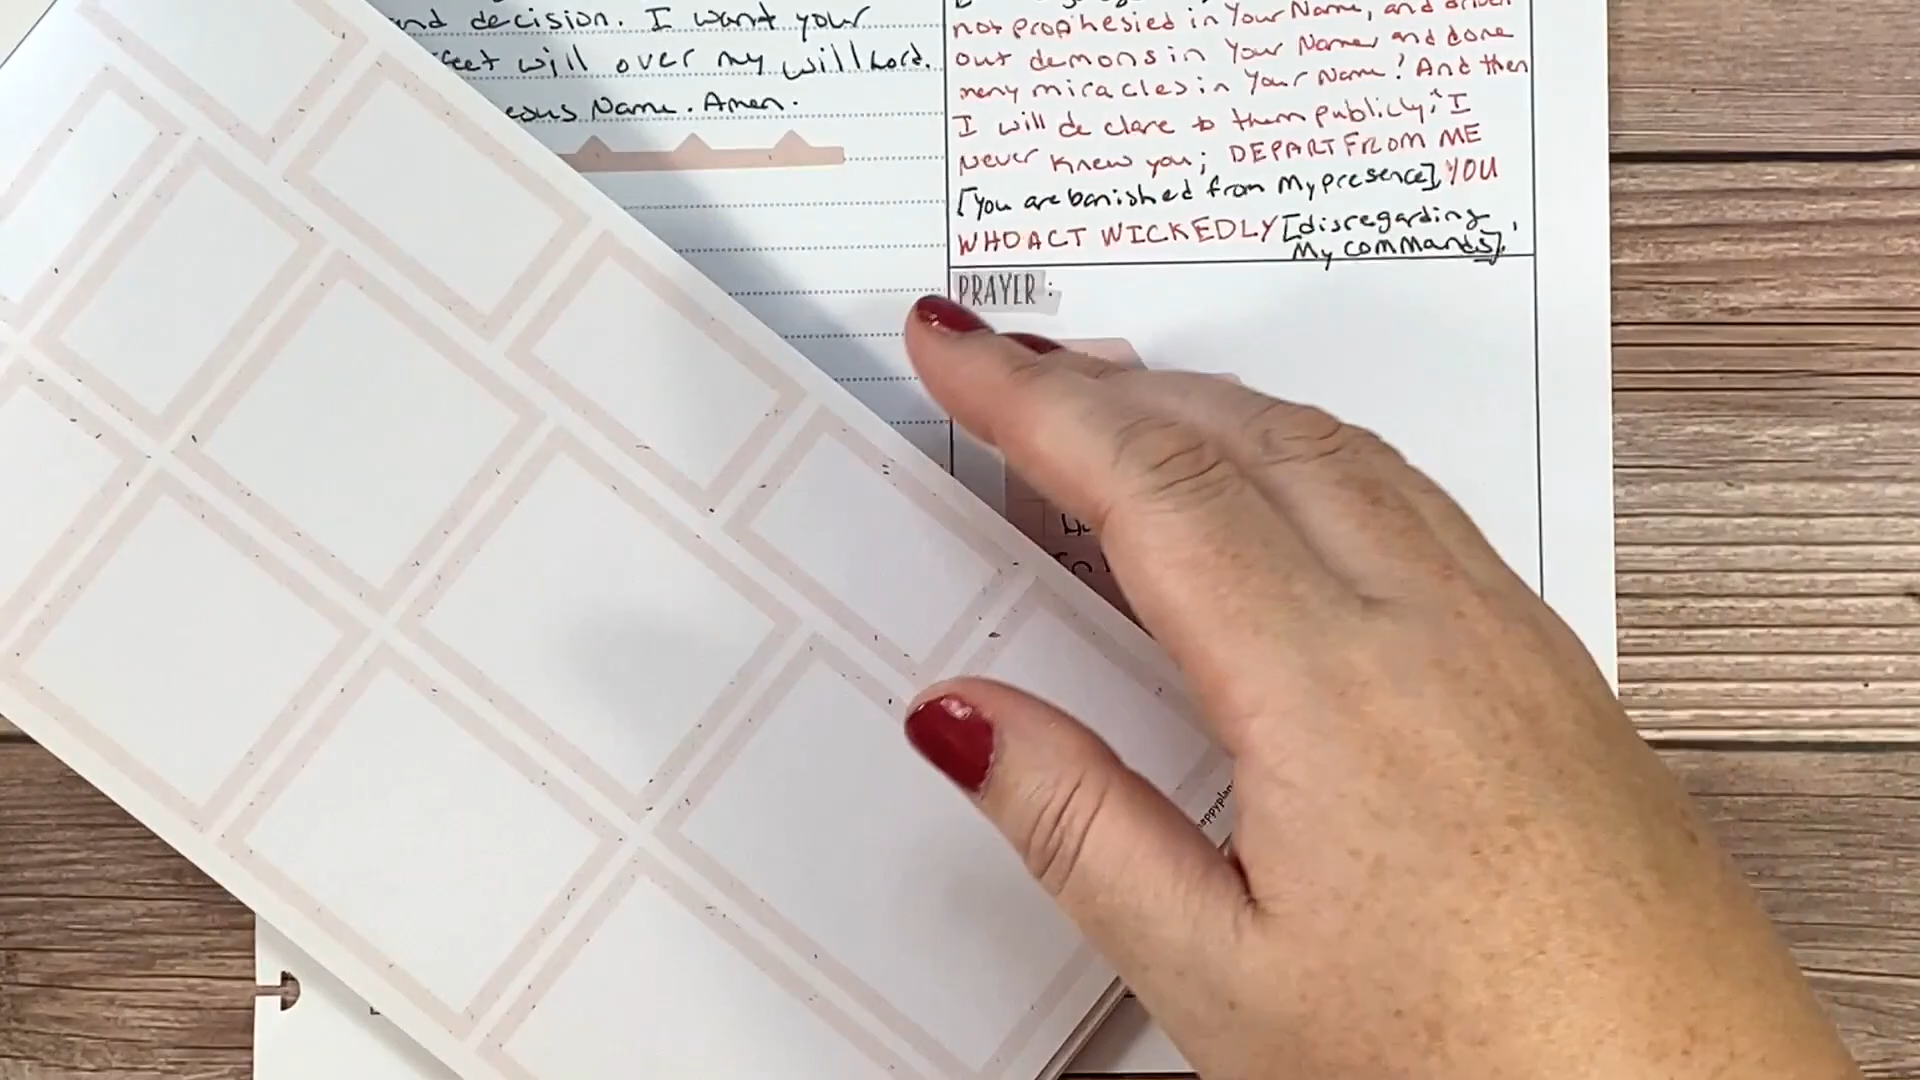 and decision. I want your
will over my will Lord.
Name. Amen.
not prophesied in Your Name, and driven
out demons in Your Name, and done
many miracles in Your Name? And then
I will declare to them publicly, 'I
never knew you; DEPART FROM ME
[you are banished from My presence], YOU
WHO ACT WICKEDLY [disregarding
My commands].'
PRAYER :